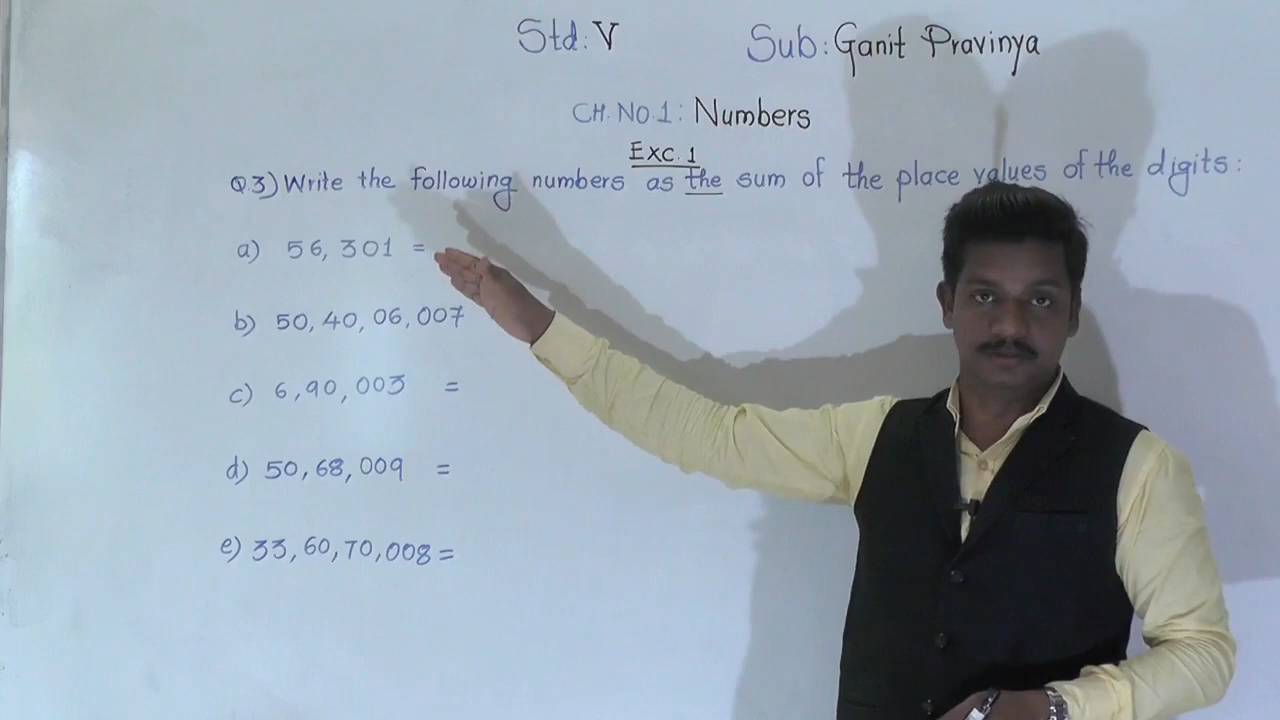 Std: V Sub: Ganit Pravinya
CH. NO. 1: Numbers
Exc. 1
Q.3) Write the following numbers as the sum of the place values of the digits:
a) 56, 301 =
b) 50, 40, 06, 007
c) 6, 90, 003 =
d) 50, 68, 009 =
e) 33, 60, 70, 008 =